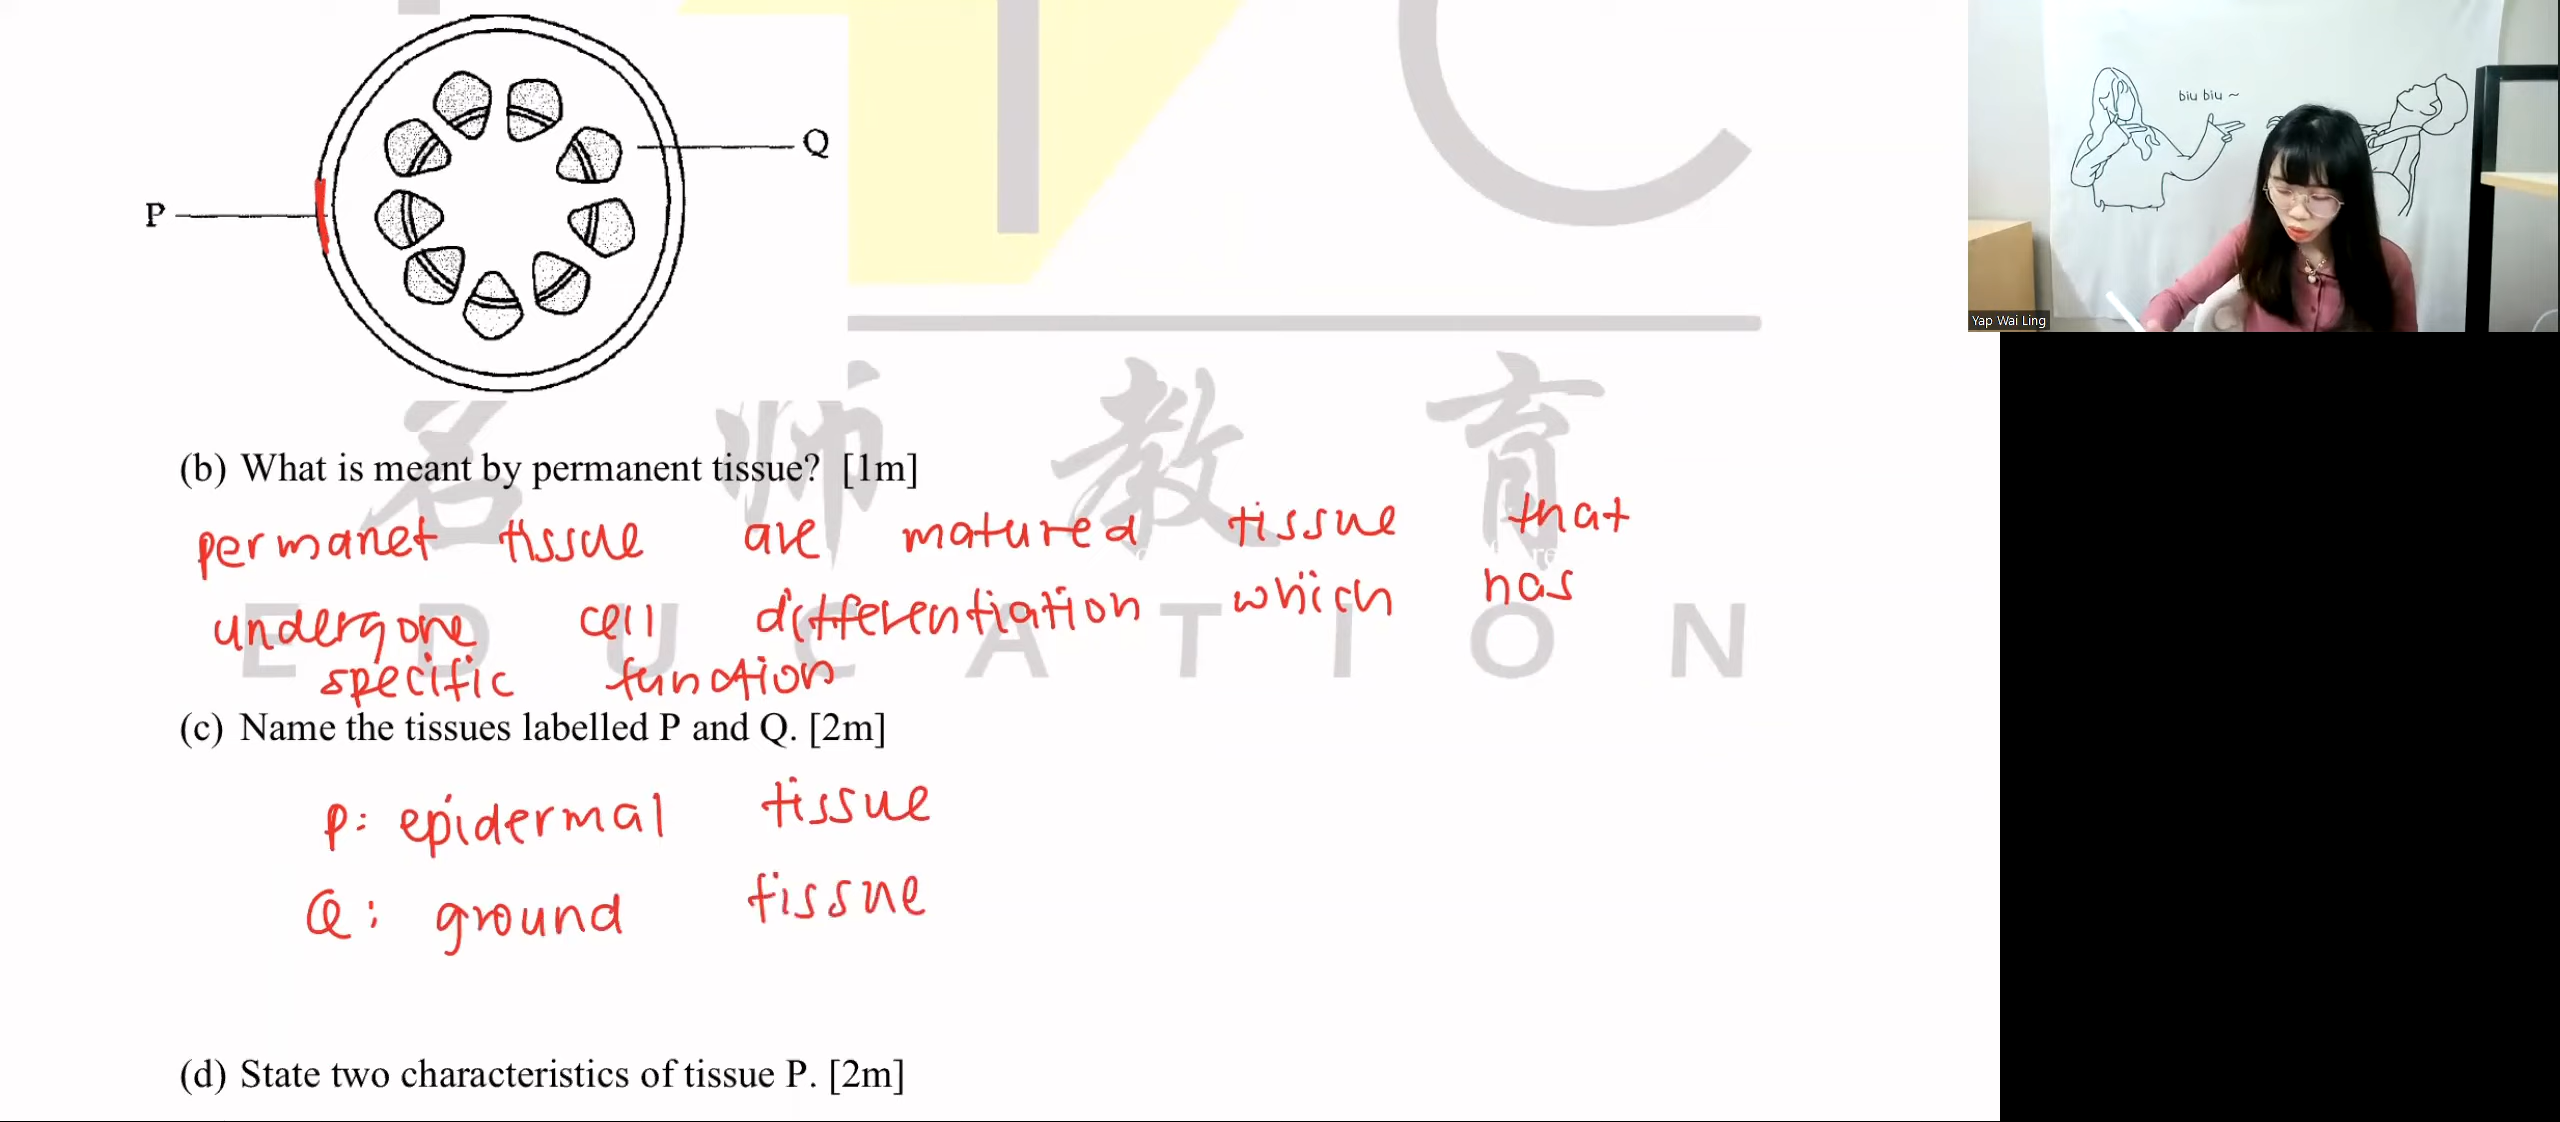 biu biu ~
Yap Wai Ling
Q
P
名师教育
EDUCATION
(b) What is meant by permanent tissue? [1m]
permanet tissue are matured tissue that
undergone cell differentiation which has
specific function
(c) Name the tissues labelled P and Q. [2m]
P: epidermal tissue
Q: ground tissue
(d) State two characteristics of tissue P. [2m]